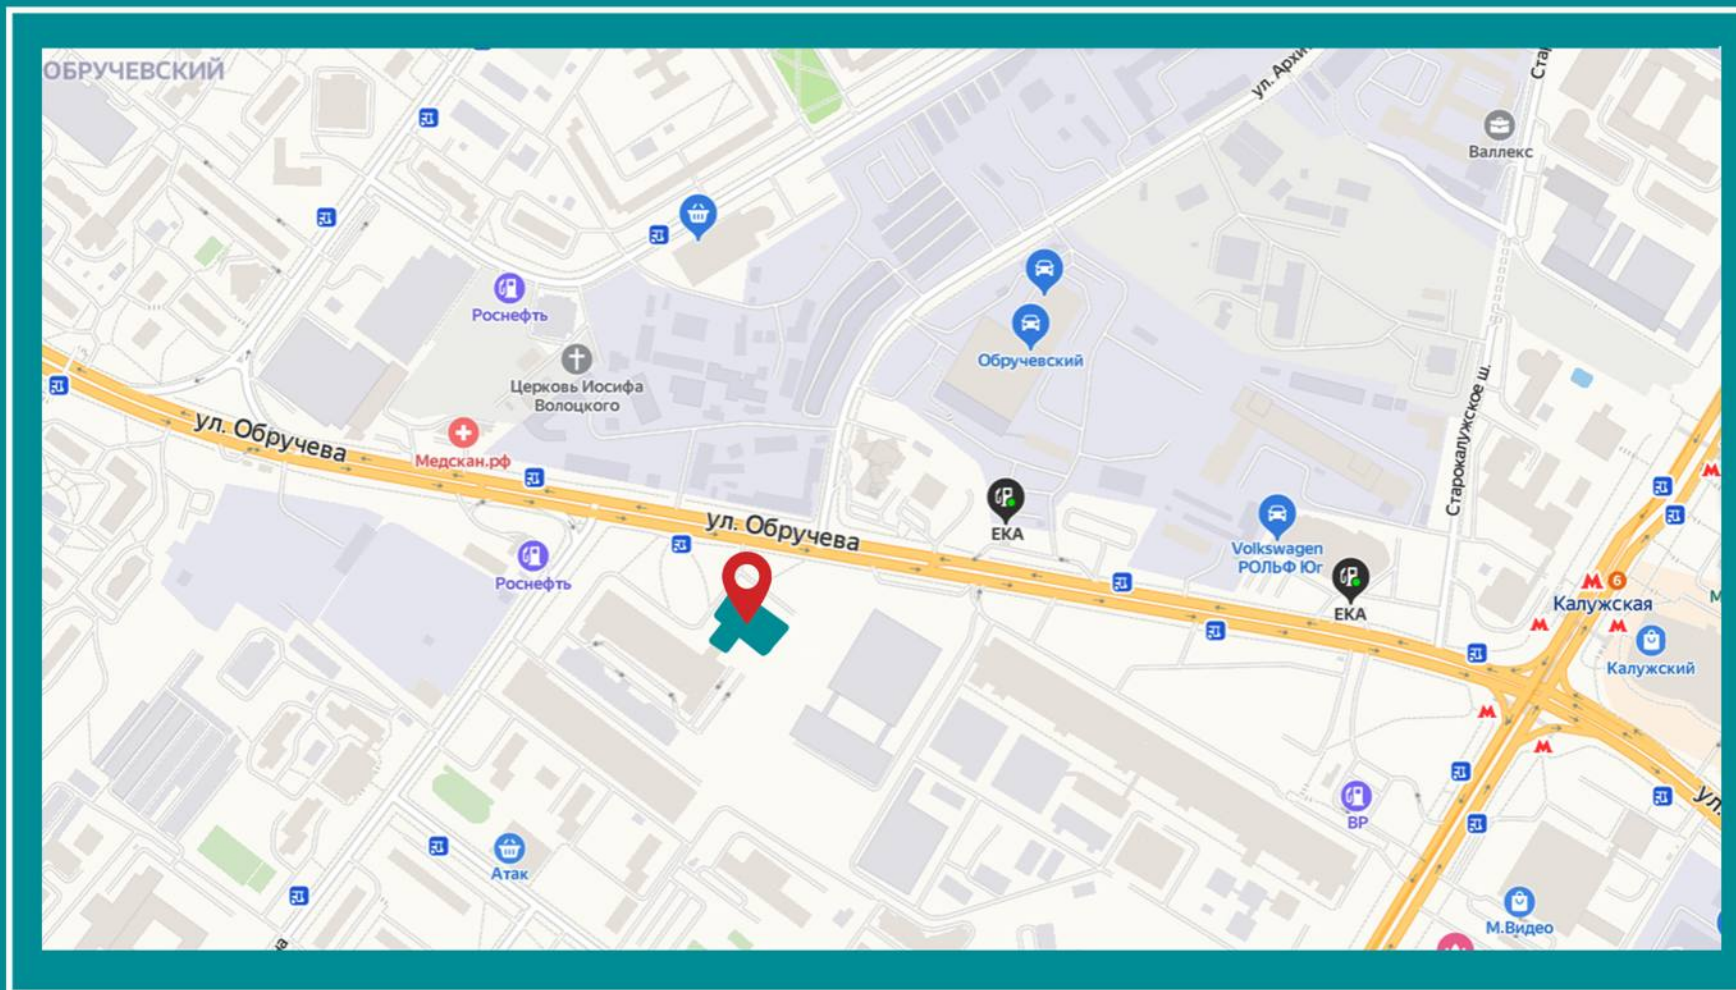 ОБРУЧЕВСКИЙ
ул. Архи
Валлекс
Роснефть
Обручевский
Церковь Иосифа
Волоцкого
Старокалужское ш.
ул. Обручева
Медскан.рф
ул. Обручева
ЕКА
Volkswagen
РОЛЬФ Юг
Роснефть
ЕКА
6
Калужская
Калужский
ул.
ВР
Атак
М.Видео